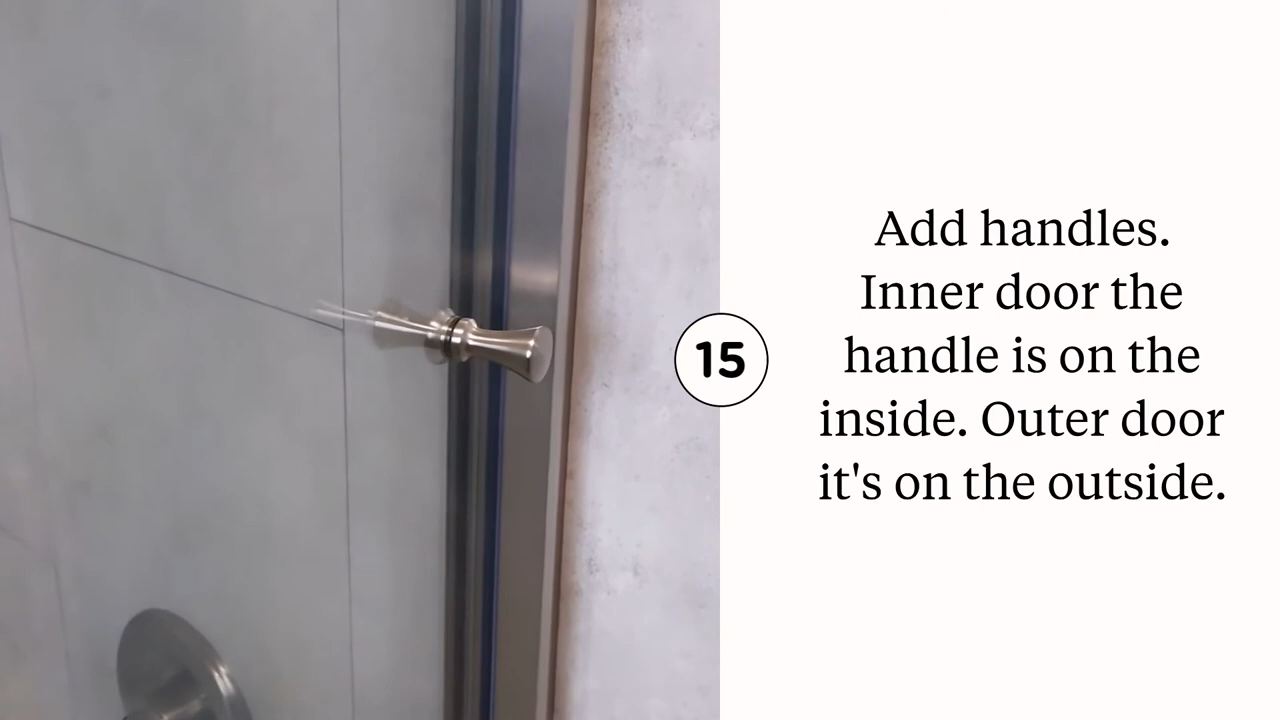 15
Add handles.
Inner door the
handle is on the
inside. Outer door
it's on the outside.